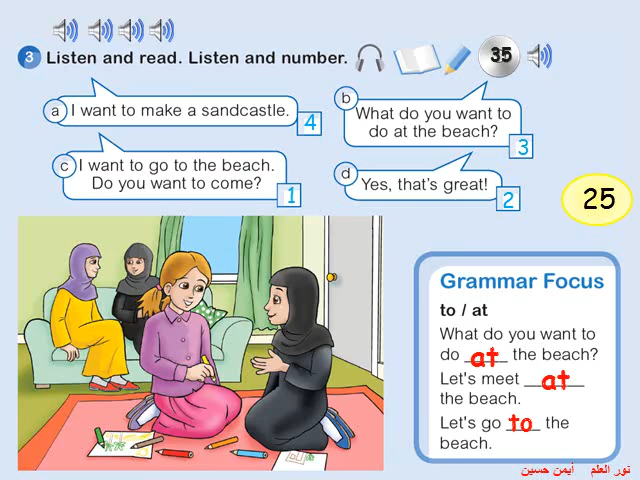 3 Listen and read. Listen and number.
35
a I want to make a sandcastle.
4
b What do you want to
do at the beach?
3
c I want to go to the beach.
Do you want to come?
1
d Yes, that's great!
2
25
Grammar Focus
to / at
What do you want to
do at the beach?
Let's meet at
the beach.
Let's go to the
beach.
نور العلم أيمن حسين